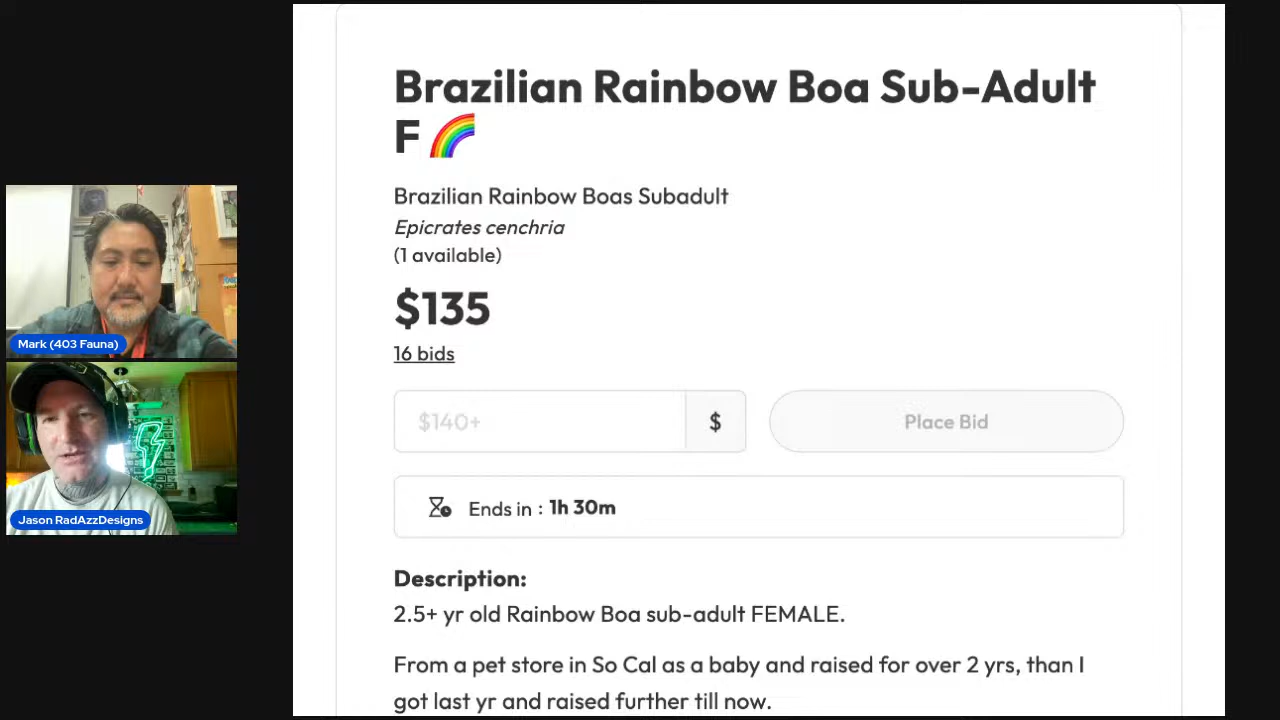 Brazilian Rainbow Boa Sub-Adult
F 🌈
Brazilian Rainbow Boas Subadult
Epicrates cenchria
(1 available)
$135
16 bids
$140+
$
Place Bid
Ends in : 1h 30m
Description:
2.5+ yr old Rainbow Boa sub-adult FEMALE.
From a pet store in So Cal as a baby and raised for over 2 yrs, than I
got last yr and raised further till now.
Mark (403 Fauna)
Jason RadAzzDesigns